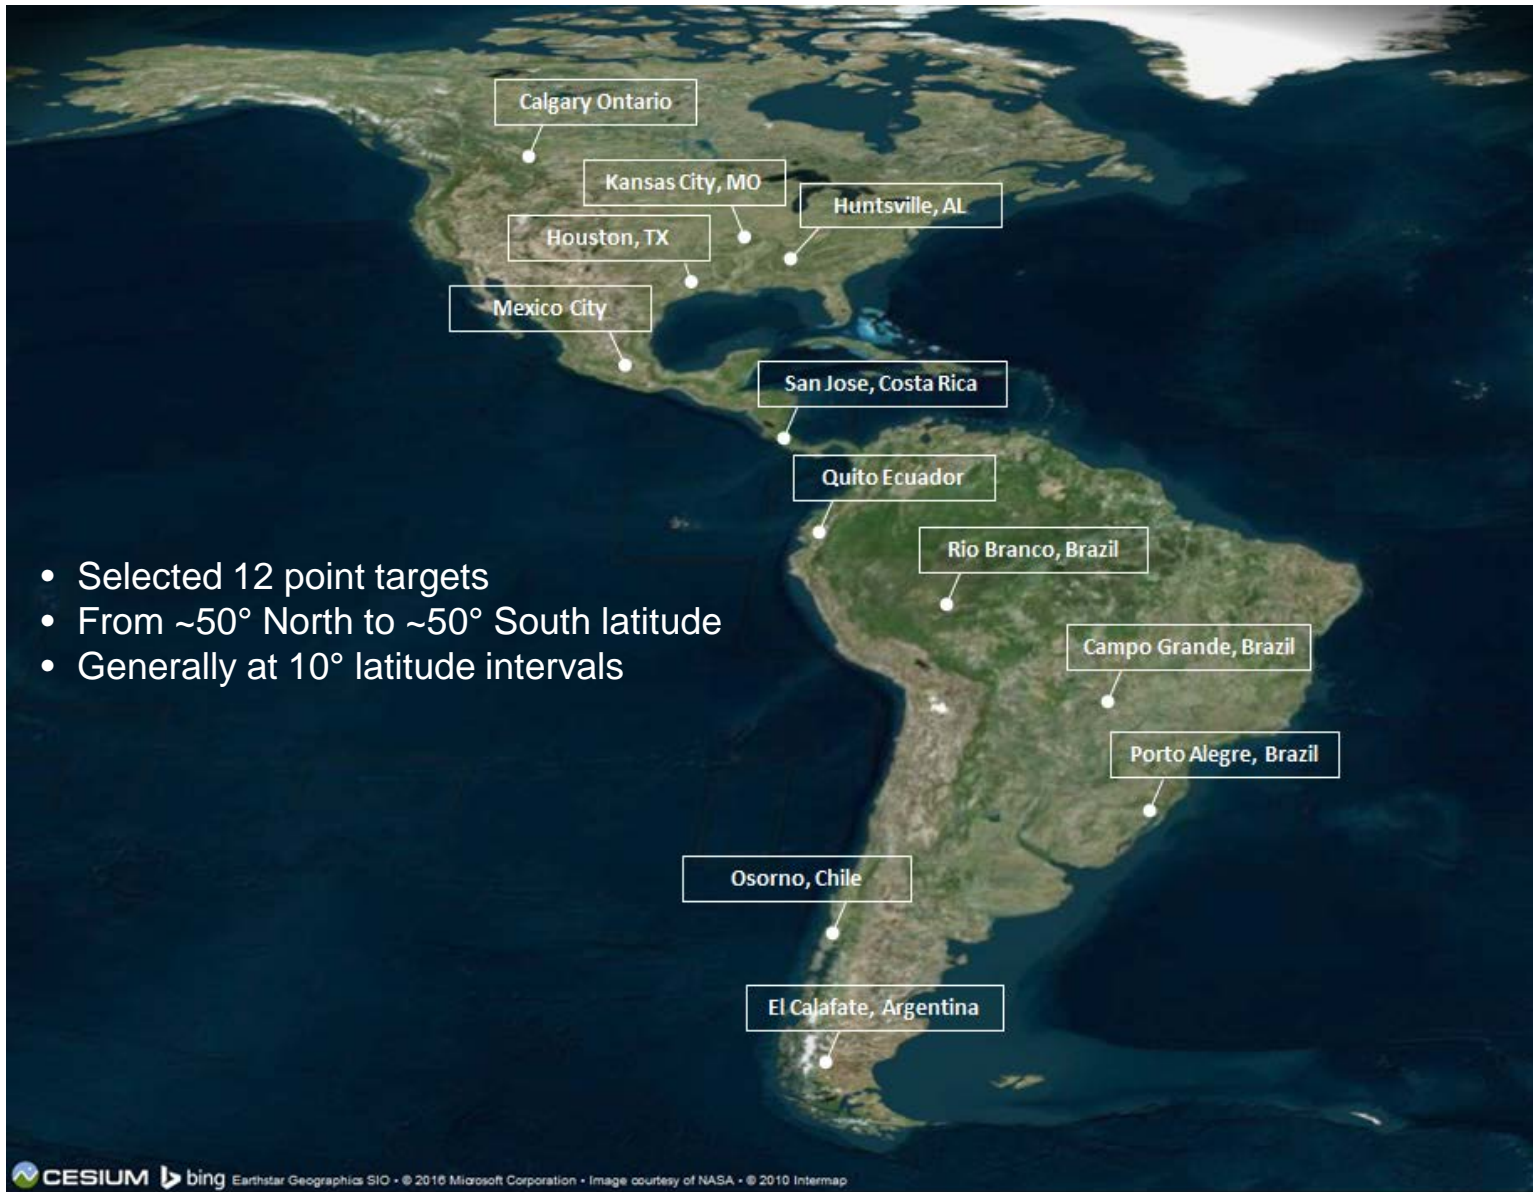 Calgary Ontario
Kansas City, MO
Huntsville, AL
Houston, TX
Mexico City
San Jose, Costa Rica
Quito Ecuador
Rio Branco, Brazil
• Selected 12 point targets
• From ~50° North to ~50° South latitude
• Generally at 10° latitude intervals
Campo Grande, Brazil
Porto Alegre, Brazil
Osorno, Chile
El Calafate, Argentina
CESIUM bing Earthstar Geographics SIO • © 2016 Microsoft Corporation • Image courtesy of NASA • © 2010 Intermap